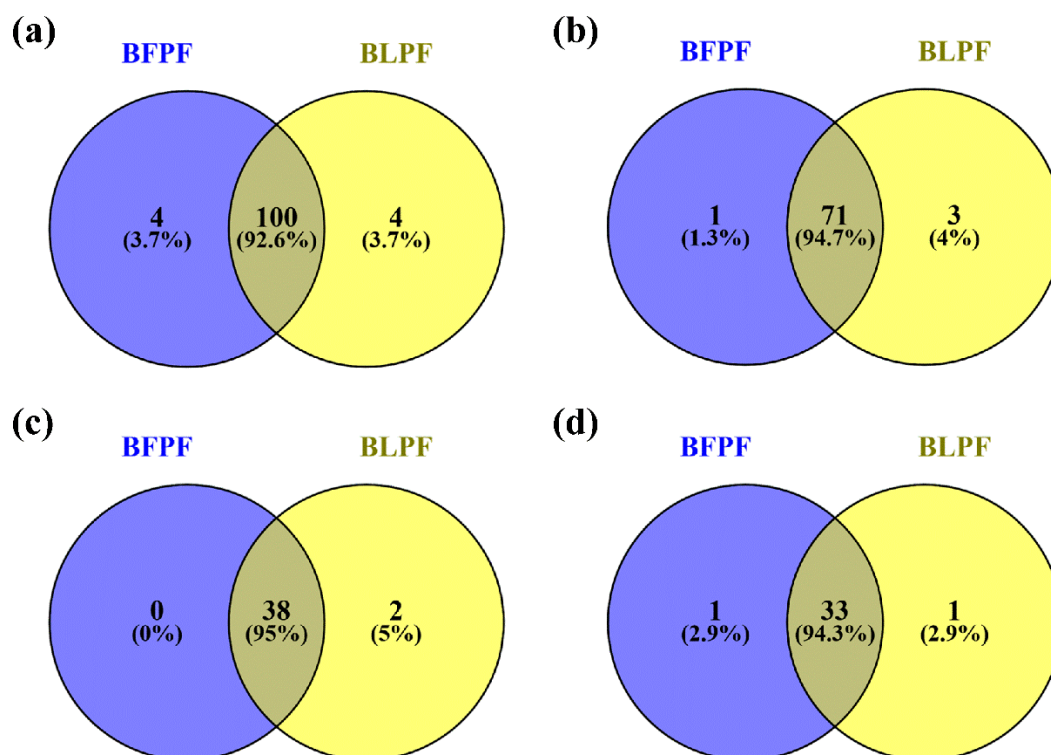 (a)
BFPF
BLPF
4
(3.7%)
100
(92.6%)
4
(3.7%)
(b)
BFPF
BLPF
1
(1.3%)
71
(94.7%)
3
(4%)
(c)
BFPF
BLPF
0
(0%)
38
(95%)
2
(5%)
(d)
BFPF
BLPF
1
(2.9%)
33
(94.3%)
1
(2.9%)